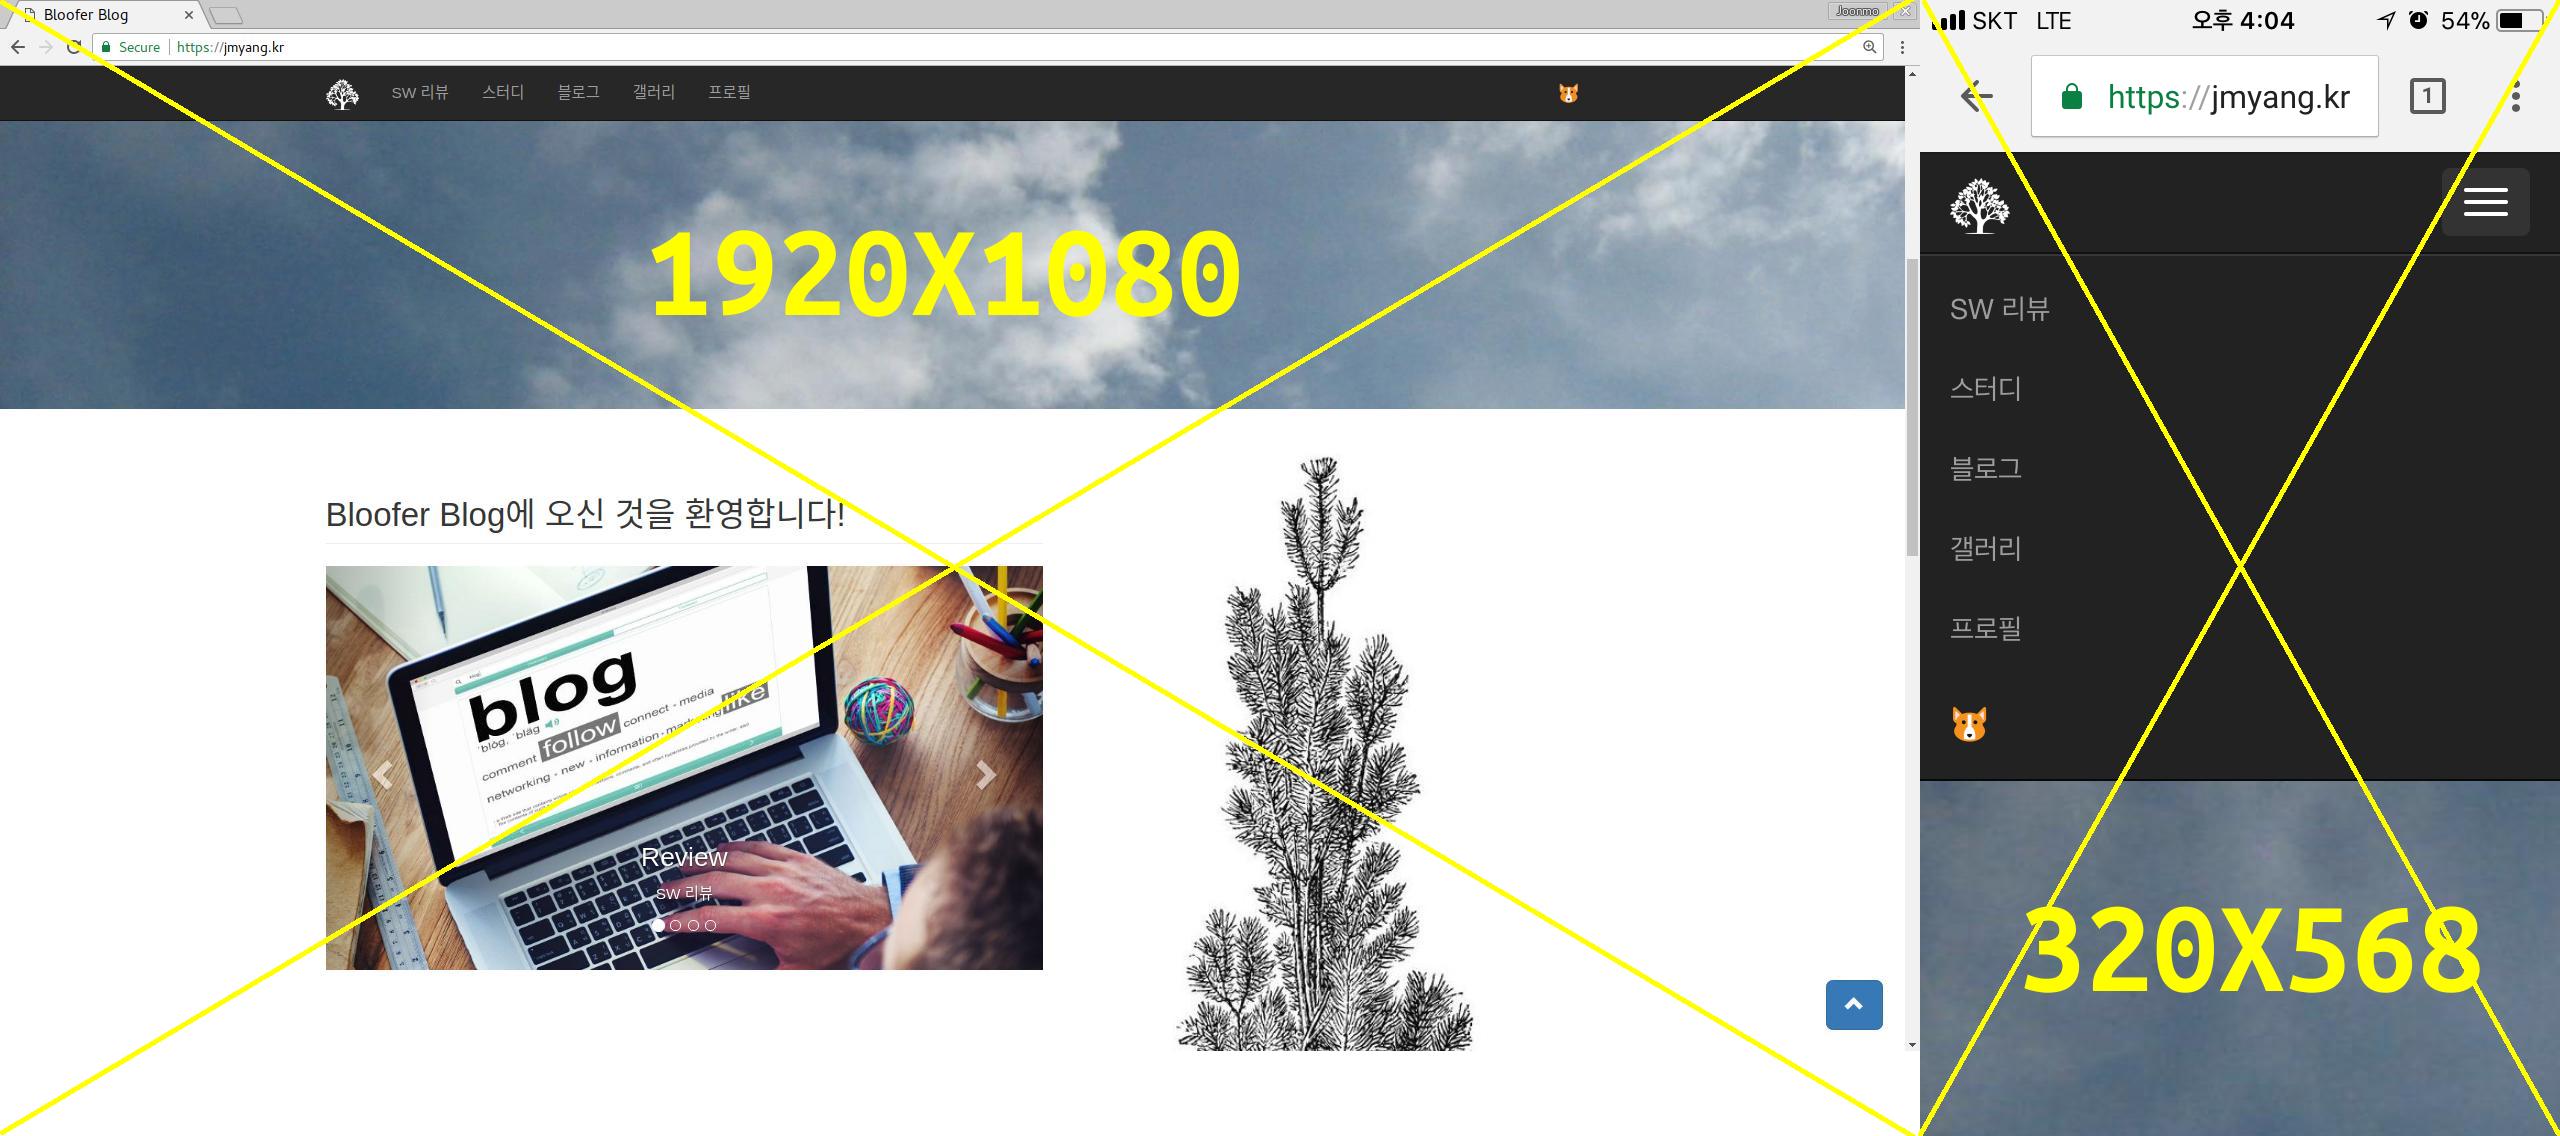 Bloofer Blog
Joonmo
Secure https://jmyang.kr
SW 리뷰 스터디 블로그 갤러리 프로필
1920X1080
Bloofer Blog에 오신 것을 환영합니다!
blog
comment follow connect - media
networking - new - information - marketing like
Review
SW 리뷰
SKT LTE 오후 4:04 54%
https://jmyang.kr 1
SW 리뷰
스터디
블로그
갤러리
프로필
320X568